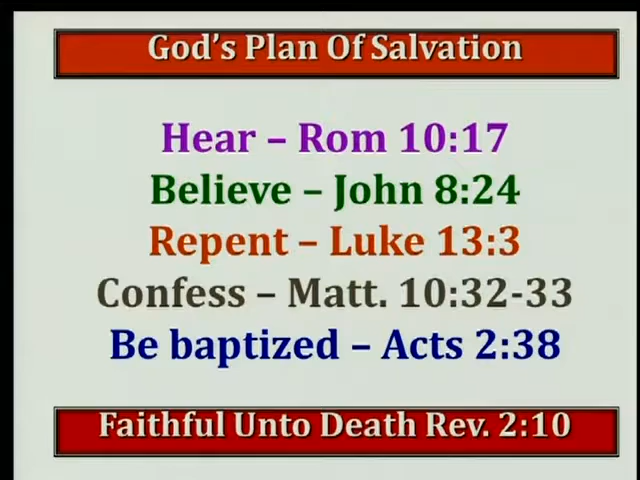 God's Plan Of Salvation
Hear – Rom 10:17
Believe – John 8:24
Repent – Luke 13:3
Confess – Matt. 10:32-33
Be baptized – Acts 2:38
Faithful Unto Death Rev. 2:10